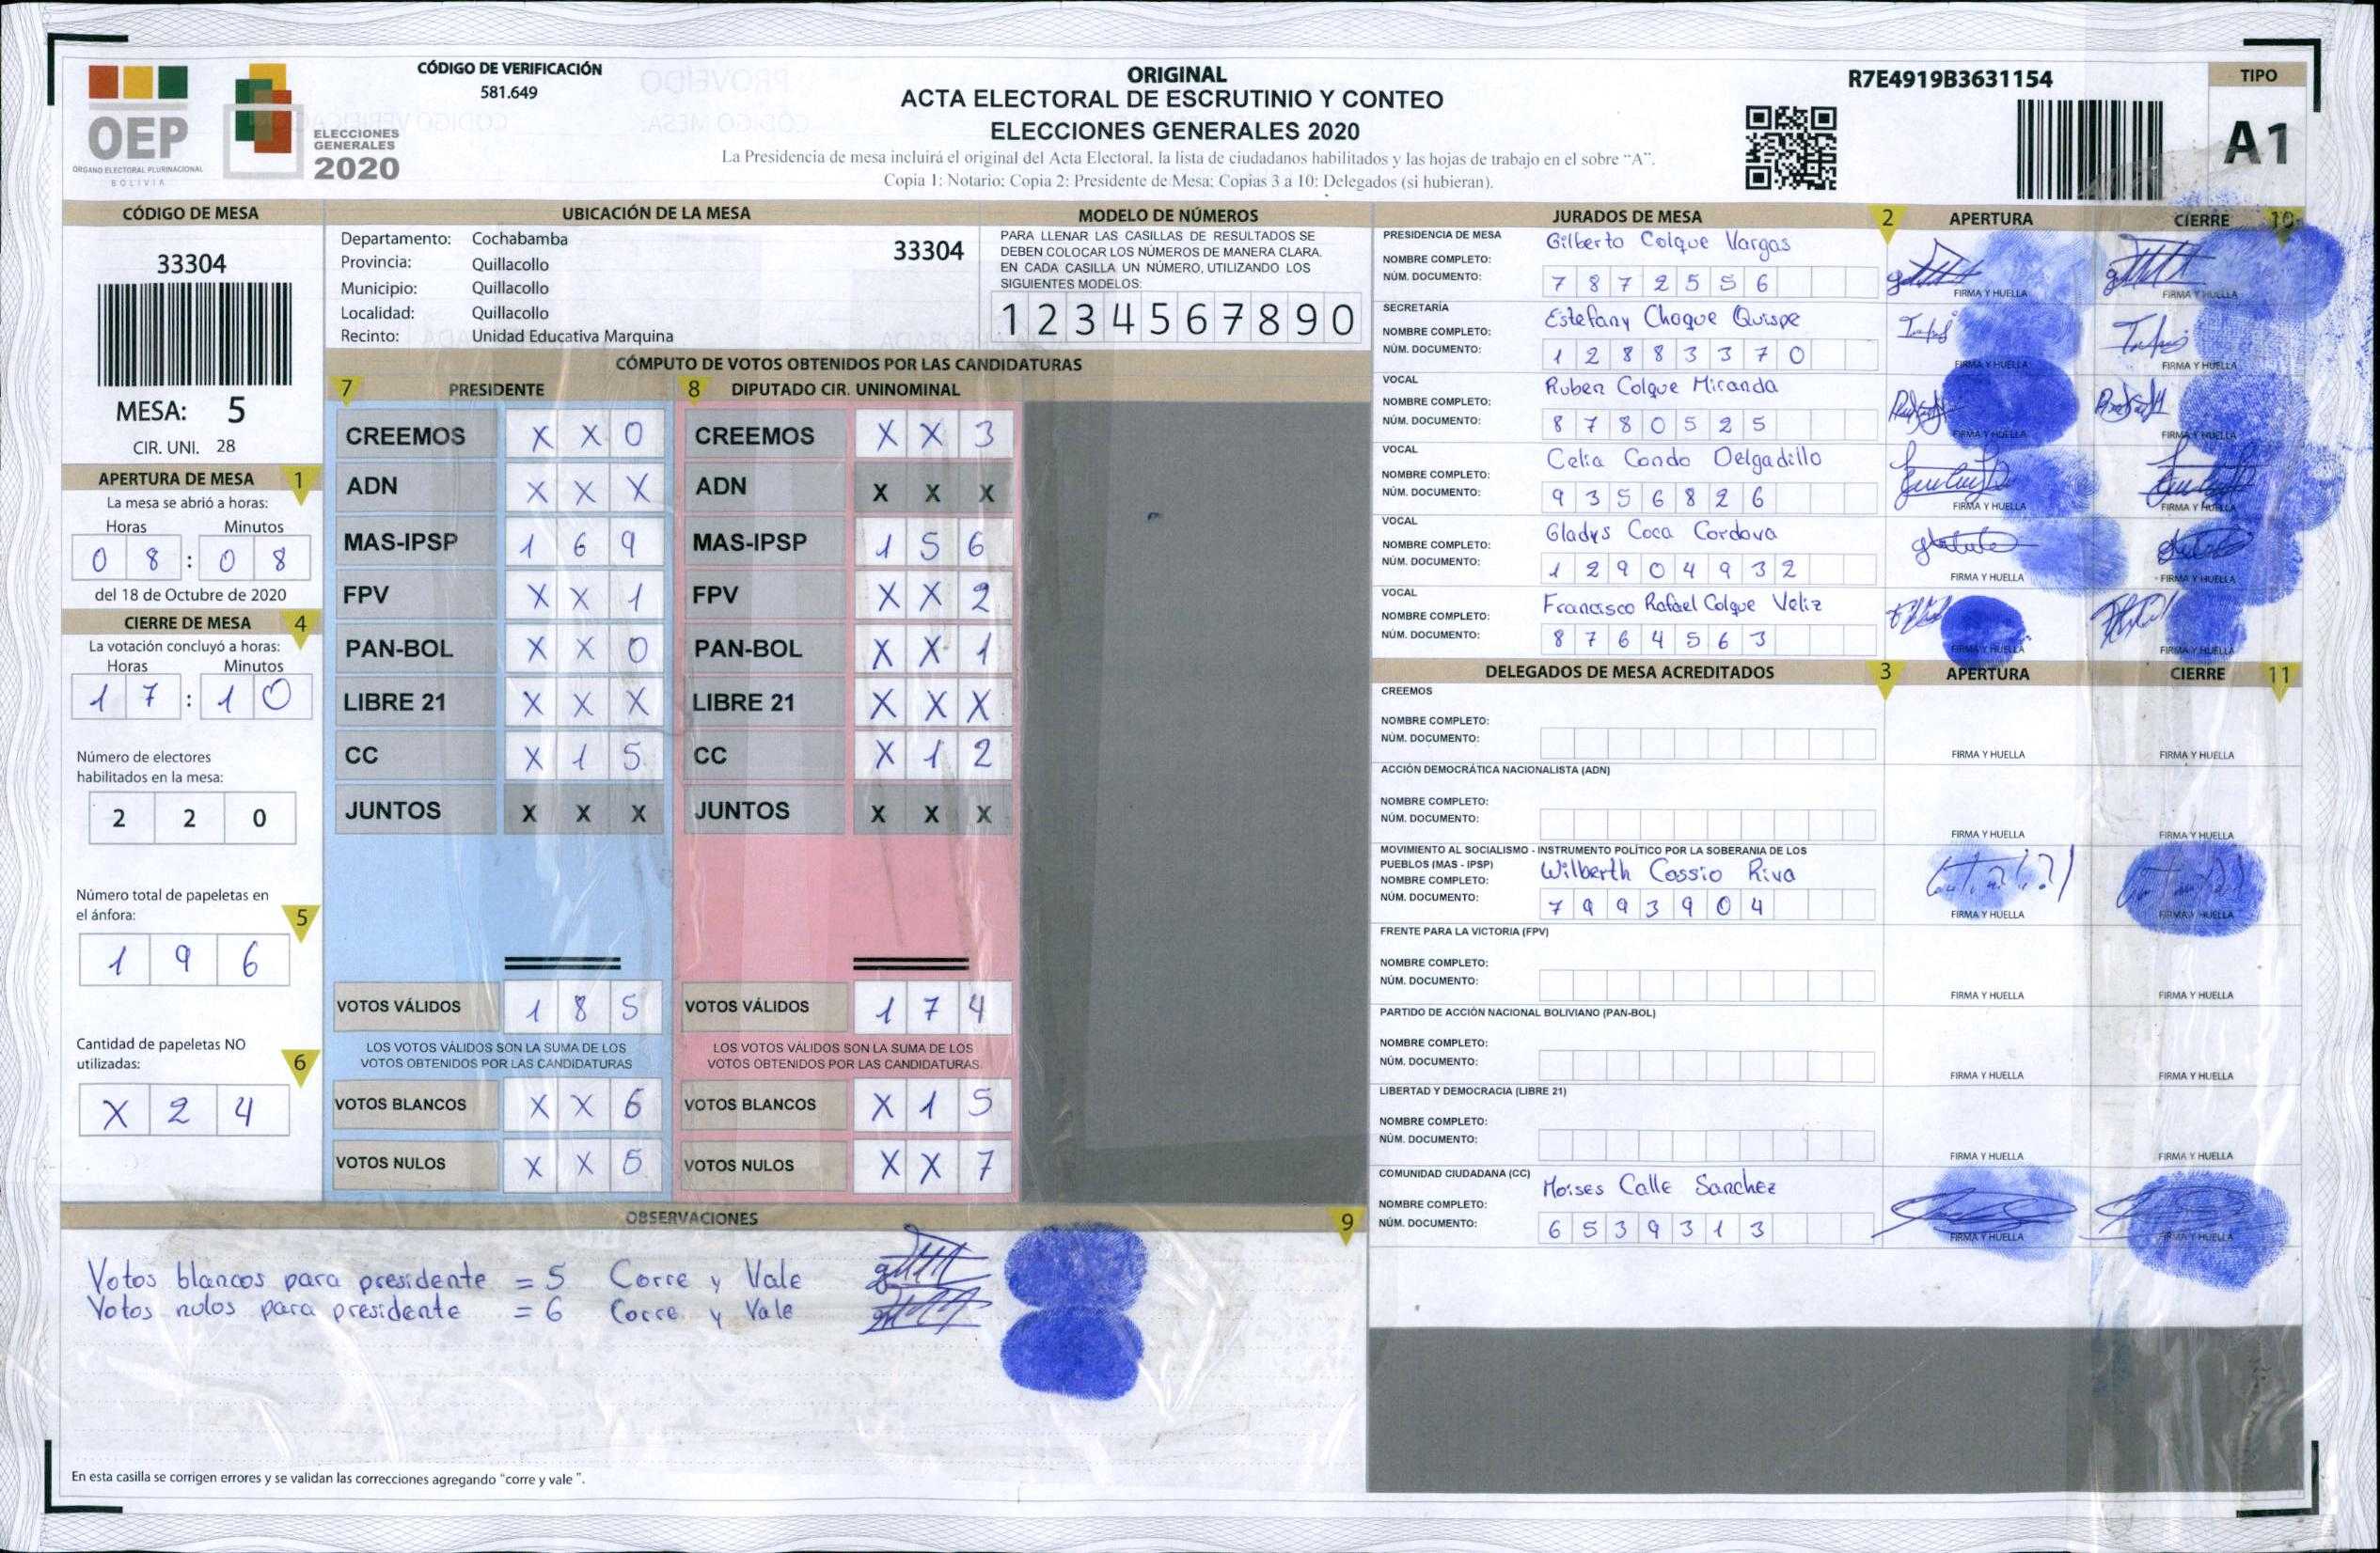 OEP
ÓRGANO ELECTORAL PLURINACIONAL
BOLIVIA
ELECCIONES
GENERALES
2020
CÓDIGO DE VERIFICACIÓN
581.649
ORIGINAL
ACTA ELECTORAL DE ESCRUTINIO Y CONTEO
ELECCIONES GENERALES 2020
La Presidencia de mesa incluirá el original del Acta Electoral, la lista de ciudadanos habilitados y las hojas de trabajo en el sobre “A”.
Copia 1: Notario; Copia 2: Presidente de Mesa; Copias 3 a 10: Delegados (si hubieran).
R7E4919B3631154
TIPO
A1
CÓDIGO DE MESA
33304
MESA: 5
CIR. UNI. 28
APERTURA DE MESA 1
La mesa se abrió a horas:
Horas Minutos
0 8 : 0 8
del 18 de Octubre de 2020
CIERRE DE MESA 4
La votación concluyó a horas:
Horas Minutos
1 7 : 1 0
Número de electores
habilitados en la mesa:
2 2 0
Número total de papeletas en
el ánfora: 5
1 9 6
Cantidad de papeletas NO
utilizadas: 6
X 2 4
UBICACIÓN DE LA MESA
Departamento: Cochabamba 33304
Provincia: Quillacollo
Municipio: Quillacollo
Localidad: Quillacollo
Recinto: Unidad Educativa Marquina
MODELO DE NÚMEROS
PARA LLENAR LAS CASILLAS DE RESULTADOS SE
DEBEN COLOCAR LOS NÚMEROS DE MANERA CLARA.
EN CADA CASILLA UN NÚMERO, UTILIZANDO LOS
SIGUIENTES MODELOS:
1 2 3 4 5 6 7 8 9 0
CÓMPUTO DE VOTOS OBTENIDOS POR LAS CANDIDATURAS
7 PRESIDENTE 8 DIPUTADO CIR. UNINOMINAL
CREEMOS X X 0 CREEMOS X X 3
ADN X X X ADN X X X
MAS-IPSP 1 6 9 MAS-IPSP 1 5 6
FPV X X 1 FPV X X 2
PAN-BOL X X 0 PAN-BOL X X 1
LIBRE 21 X X X LIBRE 21 X X X
CC X 1 5 CC X 1 2
JUNTOS X X X JUNTOS X X X
VOTOS VÁLIDOS 1 8 5 VOTOS VÁLIDOS 1 7 4
LOS VOTOS VÁLIDOS SON LA SUMA DE LOS LOS VOTOS VÁLIDOS SON LA SUMA DE LOS
VOTOS OBTENIDOS POR LAS CANDIDATURAS VOTOS OBTENIDOS POR LAS CANDIDATURAS
VOTOS BLANCOS X X 6 VOTOS BLANCOS X 1 5
VOTOS NULOS X X 5 VOTOS NULOS X X 7
OBSERVACIONES 9
Votos blancos para presidente = 5 Corre y Vale
Votos nulos para presidente = 6 Corre y Vale
En esta casilla se corrigen errores y se validan las correcciones agregando “corre y vale ”.
JURADOS DE MESA 2 APERTURA CIERRE 10
PRESIDENCIA DE MESA
NOMBRE COMPLETO: Gilberto Colque Vargas
NÚM. DOCUMENTO: 7 8 7 2 5 5 6
FIRMA Y HUELLA FIRMA Y HUELLA
SECRETARÍA
NOMBRE COMPLETO: Estefany Choque Quispe
NÚM. DOCUMENTO: 1 2 8 8 3 3 7 0
FIRMA Y HUELLA FIRMA Y HUELLA
VOCAL
NOMBRE COMPLETO: Ruben Colque Miranda
NÚM. DOCUMENTO: 8 7 8 0 5 2 5
FIRMA Y HUELLA FIRMA Y HUELLA
VOCAL
NOMBRE COMPLETO: Celia Condo Delgadillo
NÚM. DOCUMENTO: 9 3 5 6 8 2 6
FIRMA Y HUELLA FIRMA Y HUELLA
VOCAL
NOMBRE COMPLETO: Gladys Coca Cordova
NÚM. DOCUMENTO: 1 2 9 0 4 9 3 2
FIRMA Y HUELLA FIRMA Y HUELLA
VOCAL
NOMBRE COMPLETO: Francisco Rafael Colque Veliz
NÚM. DOCUMENTO: 8 7 6 4 5 6 3
FIRMA Y HUELLA FIRMA Y HUELLA
DELEGADOS DE MESA ACREDITADOS 3 APERTURA CIERRE 11
CREEMOS
NOMBRE COMPLETO:
NÚM. DOCUMENTO:
FIRMA Y HUELLA FIRMA Y HUELLA
ACCIÓN DEMOCRÁTICA NACIONALISTA (ADN)
NOMBRE COMPLETO:
NÚM. DOCUMENTO:
FIRMA Y HUELLA FIRMA Y HUELLA
MOVIMIENTO AL SOCIALISMO - INSTRUMENTO POLÍTICO POR LA SOBERANIA DE LOS
PUEBLOS (MAS - IPSP)
NOMBRE COMPLETO: Wilberth Cossio Riva
NÚM. DOCUMENTO: 7 9 9 3 9 0 4
FIRMA Y HUELLA FIRMA Y HUELLA
FRENTE PARA LA VICTORIA (FPV)
NOMBRE COMPLETO:
NÚM. DOCUMENTO:
FIRMA Y HUELLA FIRMA Y HUELLA
PARTIDO DE ACCIÓN NACIONAL BOLIVIANO (PAN-BOL)
NOMBRE COMPLETO:
NÚM. DOCUMENTO:
FIRMA Y HUELLA FIRMA Y HUELLA
LIBERTAD Y DEMOCRACIA (LIBRE 21)
NOMBRE COMPLETO:
NÚM. DOCUMENTO:
FIRMA Y HUELLA FIRMA Y HUELLA
COMUNIDAD CIUDADANA (CC)
NOMBRE COMPLETO: Moises Calle Sanchez
NÚM. DOCUMENTO: 6 5 3 9 3 1 3
FIRMA Y HUELLA FIRMA Y HUELLA